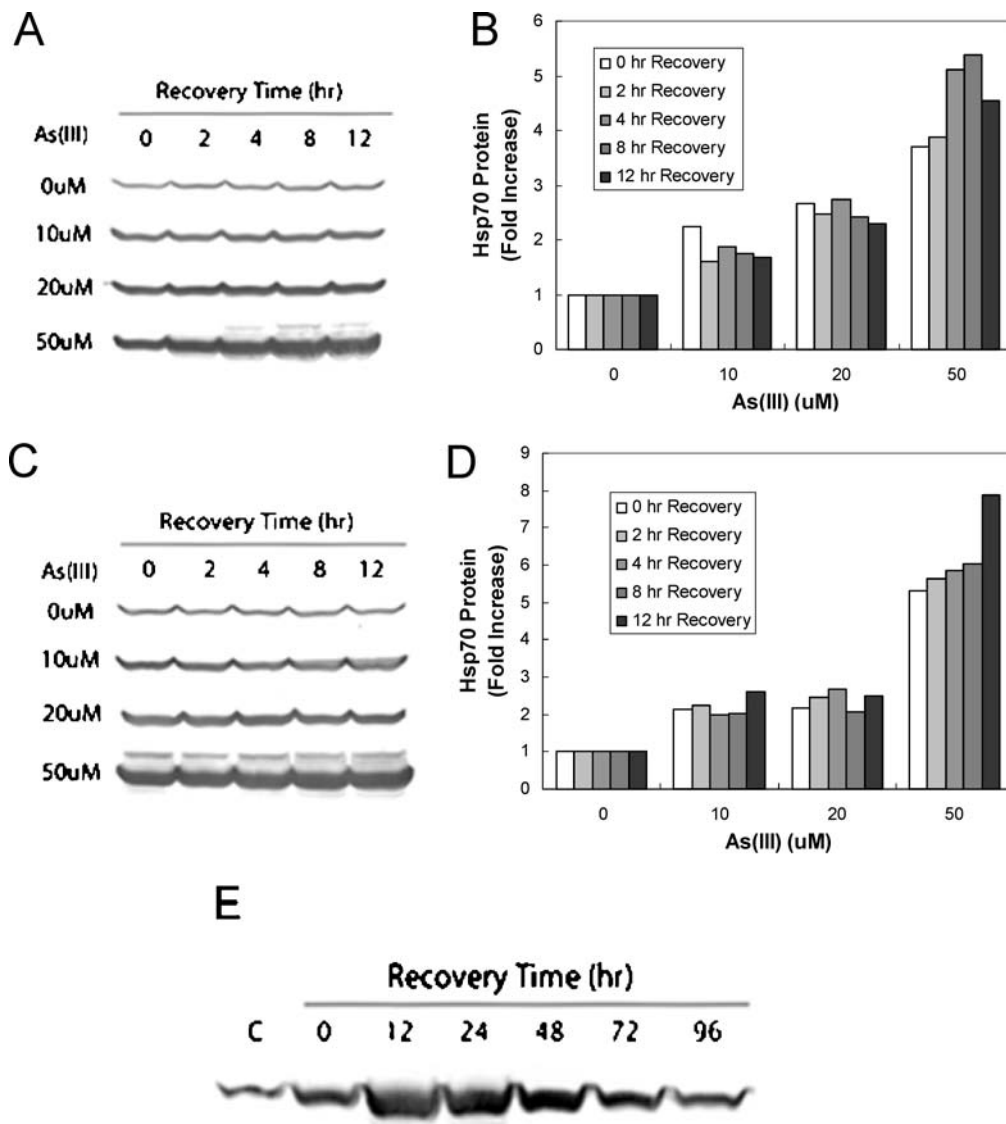 A
Recovery Time (hr)
As(III) 0 2 4 8 12
0uM
10uM
20uM
50uM
B
Hsp70 Protein
(Fold Increase)
6
5
4
3
2
1
0
0 hr Recovery
2 hr Recovery
4 hr Recovery
8 hr Recovery
12 hr Recovery
0 10 20 50
As(III) (uM)
C
Recovery Time (hr)
As(III) 0 2 4 8 12
0uM
10uM
20uM
50uM
D
Hsp70 Protein
(Fold Increase)
9
8
7
6
5
4
3
2
1
0
0 hr Recovery
2 hr Recovery
4 hr Recovery
8 hr Recovery
12 hr Recovery
0 10 20 50
As(III) (uM)
E
Recovery Time (hr)
C 0 12 24 48 72 96